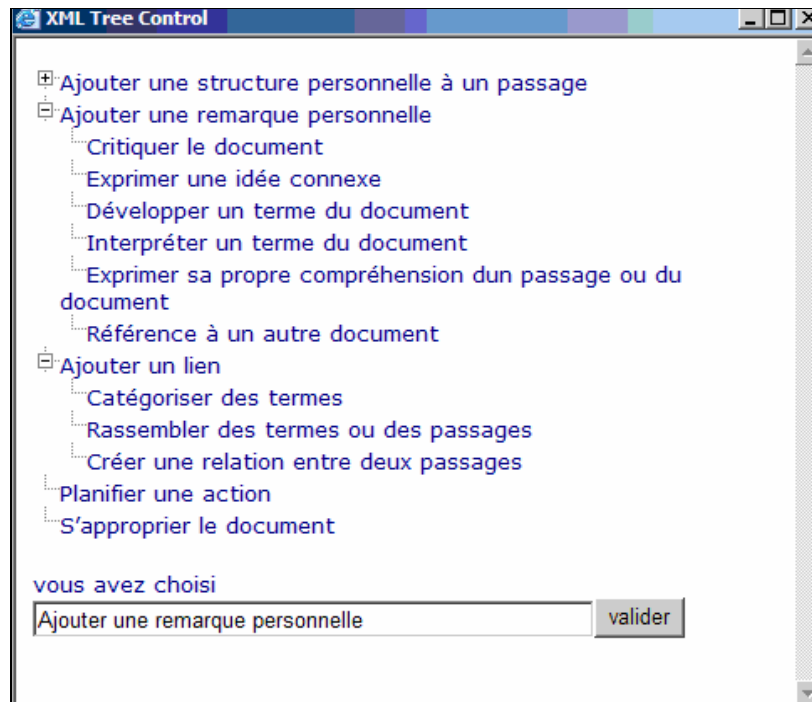 XML Tree Control
Ajouter une structure personnelle à un passage
Ajouter une remarque personnelle
Critiquer le document
Exprimer une idée connexe
Développer un terme du document
Interpréter un terme du document
Exprimer sa propre compréhension dun passage ou du
document
Référence à un autre document
Ajouter un lien
Catégoriser des termes
Rassembler des termes ou des passages
Créer une relation entre deux passages
Planifier une action
S'approprier le document
vous avez choisi
Ajouter une remarque personnelle valider